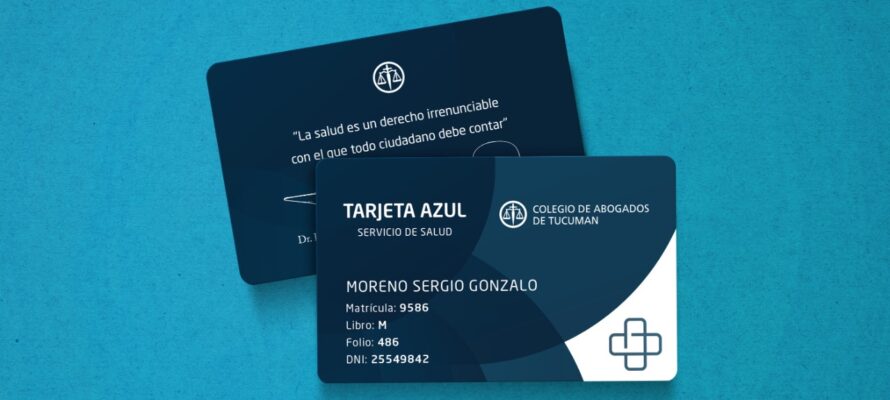 "La salud es un derecho irrenunciable
con el que todo ciudadano debe contar"
Dr.
TARJETA AZUL
SERVICIO DE SALUD
COLEGIO DE ABOGADOS
DE TUCUMAN
MORENO SERGIO GONZALO
Matrícula: 9586
Libro: M
Folio: 486
DNI: 25549842